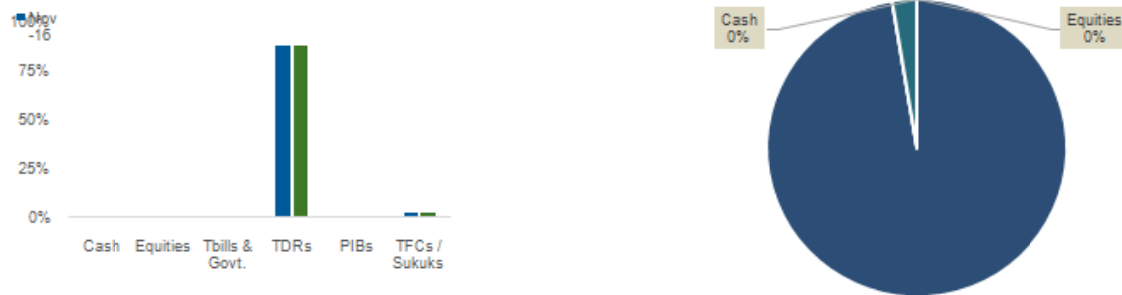 100%
Nov
-16
75%
50%
25%
0%
Cash
Equities
Tbills &
Govt.
TDRs
PIBs
TFCs /
Sukuks
Cash
0%
Equities
0%